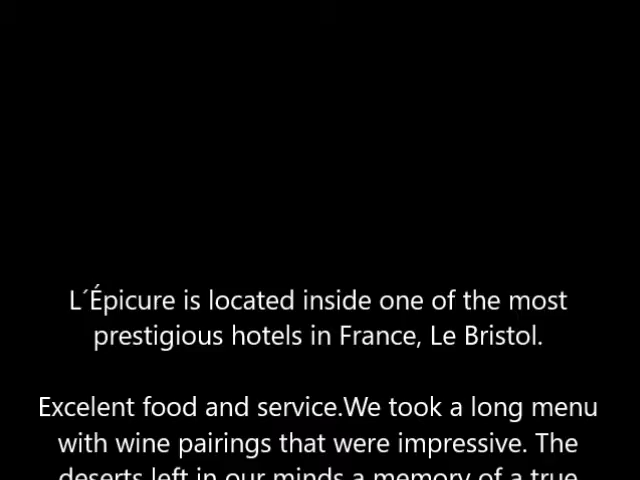 L´Épicure is located inside one of the most
prestigious hotels in France, Le Bristol.
Excelent food and service.We took a long menu
with wine pairings that were impressive. The
deserts left in our minds a memory of a true